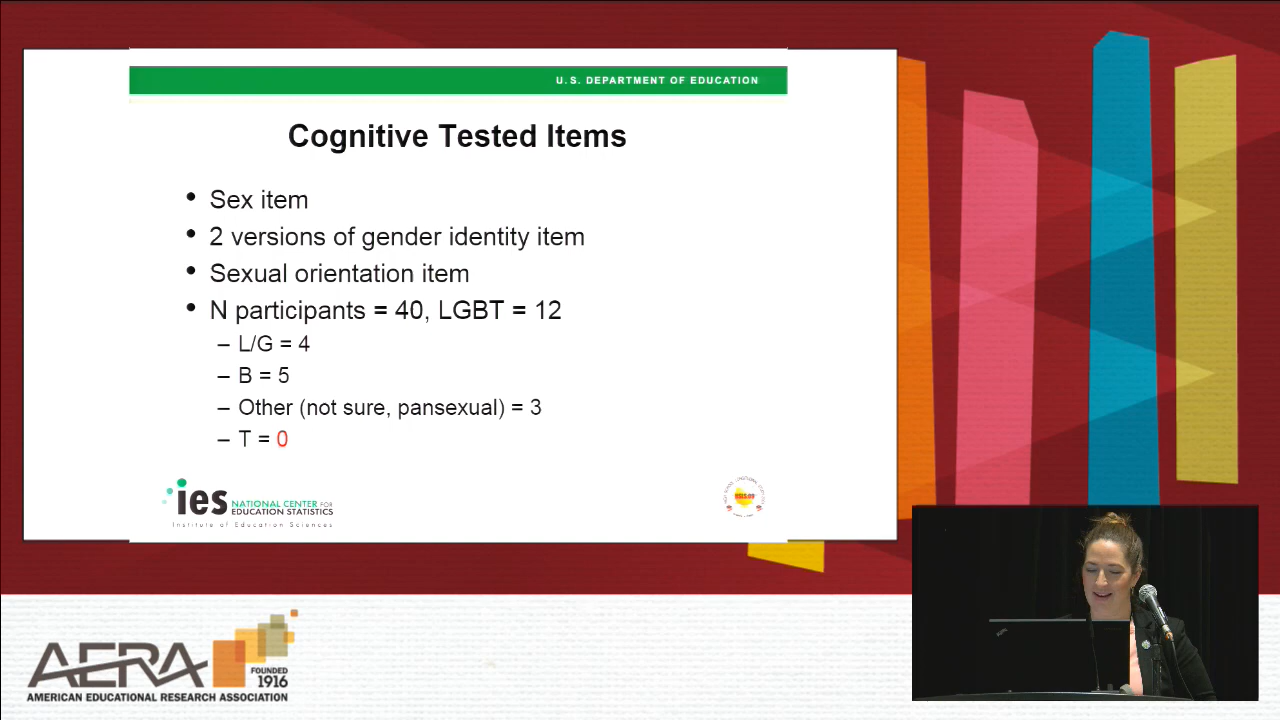 U.S. DEPARTMENT OF EDUCATION
Cognitive Tested Items
• Sex item
• 2 versions of gender identity item
• Sexual orientation item
• N participants = 40, LGBT = 12
– L/G = 4
– B = 5
– Other (not sure, pansexual) = 3
– T = 0
ies NATIONAL CENTER FOR
EDUCATION STATISTICS
Institute of Education Sciences
AERA
FOUNDED
1916
AMERICAN EDUCATIONAL RESEARCH ASSOCIATION